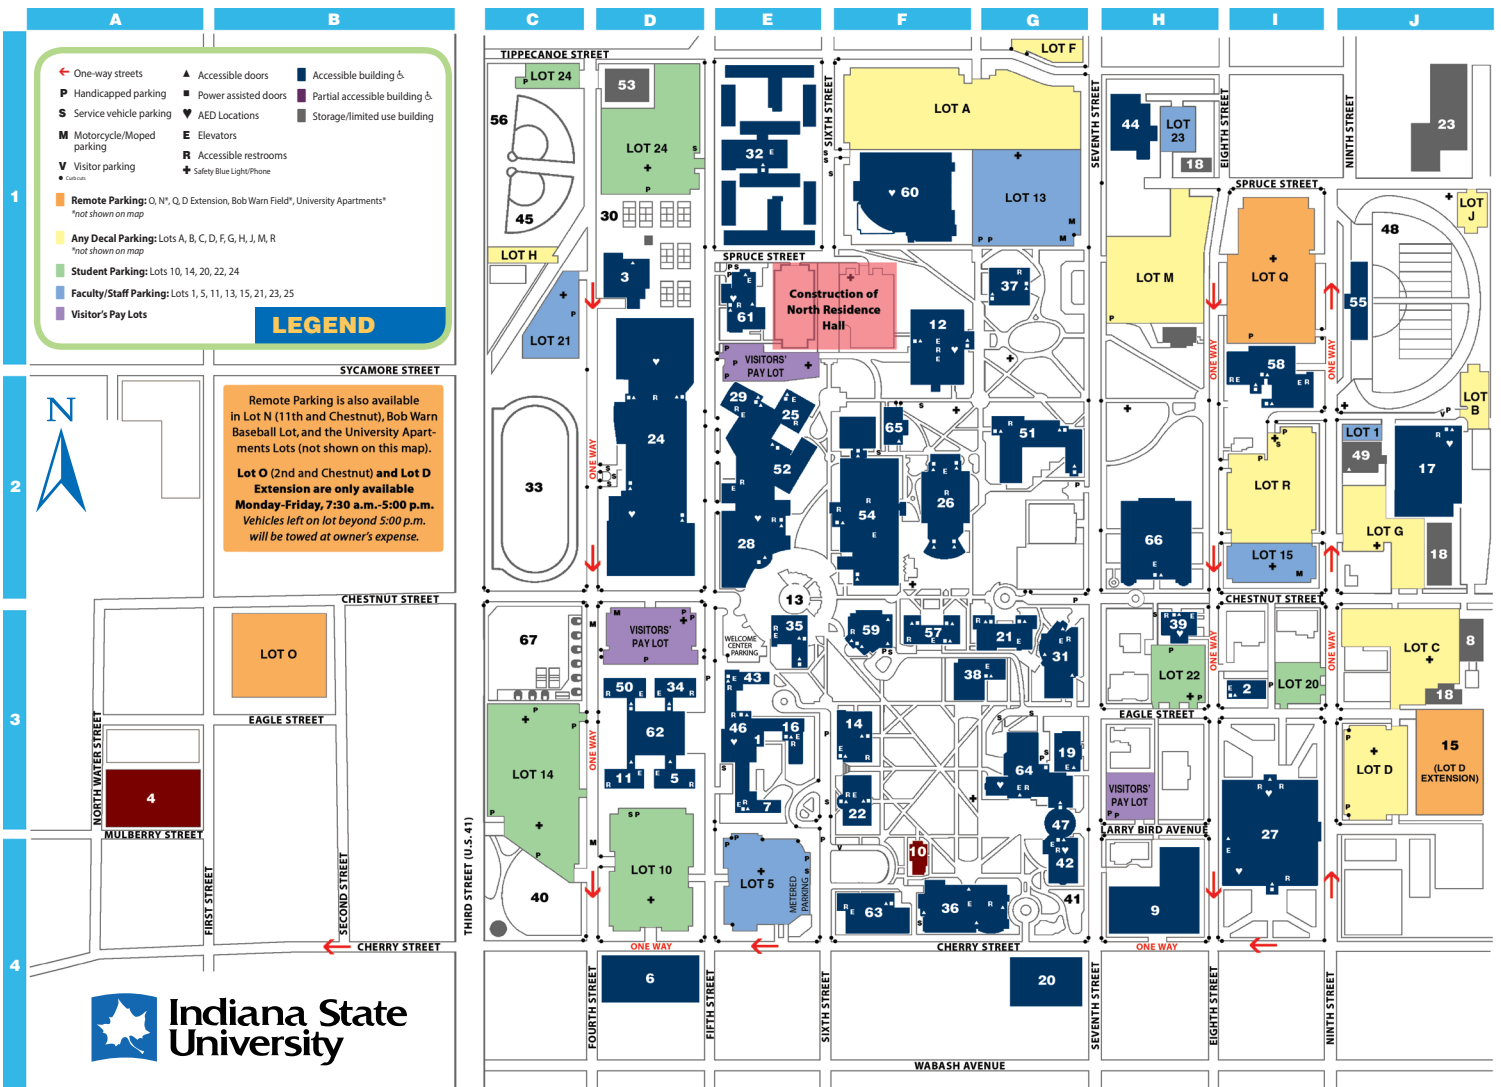 A B C D E F G H I J
1
2
3
4
One-way streets
P Handicapped parking
S Service vehicle parking
M Motorcycle/Moped
parking
V Visitor parking
Curb cuts
Accessible doors
Power assisted doors
AED Locations
E Elevators
R Accessible restrooms
Safety Blue Light/Phone
Accessible building
Partial accessible building
Storage/limited use building
Remote Parking: O, N*, Q, D Extension, Bob Warn Field*, University Apartments*
*not shown on map
Any Decal Parking: Lots A, B, C, D, F, G, H, J, M, R
*not shown on map
Student Parking: Lots 10, 14, 20, 22, 24
Faculty/Staff Parking: Lots 1, 5, 11, 13, 15, 21, 23, 25
Visitor's Pay Lots
LEGEND
N
Remote Parking is also available
in Lot N (11th and Chestnut), Bob Warn
Baseball Lot, and the University Apart-
ments Lots (not shown on this map).
Lot O (2nd and Chestnut) and Lot D
Extension are only available
Monday-Friday, 7:30 a.m.-5:00 p.m.
Vehicles left on lot beyond 5:00 p.m.
will be towed at owner's expense.
TIPPECANOE STREET
LOT F
LOT 24
53
56
LOT 24
45
30
32
LOT A
60
LOT 13
44
LOT
23
18
23
SPRUCE STREET
LOT
J
48
LOT H
3
SPRUCE STREET
61
Construction of
North Residence
Hall
37
12
LOT M
LOT Q
55
LOT 21
VISITORS'
PAY LOT
58
SYCAMORE STREET
LOT
B
29
25
65
51
LOT 1
49
17
24
52
33
54
26
LOT R
28
66
LOT G
18
LOT 15
CHESTNUT STREET
13
CHESTNUT STREET
67
VISITORS'
PAY LOT
WELCOME
CENTER
PARKING
35
59
57
21
31
39
LOT C
8
LOT O
50
34
43
38
LOT 22
2
LOT 20
18
EAGLE STREET
EAGLE STREET
62
46
1
16
14
64
19
LOT D
15
(LOT D
EXTENSION)
LOT 14
11
5
7
22
VISITORS'
PAY LOT
4
MULBERRY STREET
47
LARRY BIRD AVENUE
27
10
42
LOT 10
LOT 5
METERED
PARKING
40
63
36
41
9
CHERRY STREET
ONE WAY
CHERRY STREET
ONE WAY
6
20
WABASH AVENUE
NORTH WATER STREET
FIRST STREET
SECOND STREET
THIRD STREET (U.S. 41)
FOURTH STREET
FIFTH STREET
SIXTH STREET
SIXTH STREET
SEVENTH STREET
SEVENTH STREET
EIGHTH STREET
EIGHTH STREET
NINTH STREET
NINTH STREET
ONE WAY
ONE WAY
ONE WAY
ONE WAY
ONE WAY
ONE WAY
Indiana State
University